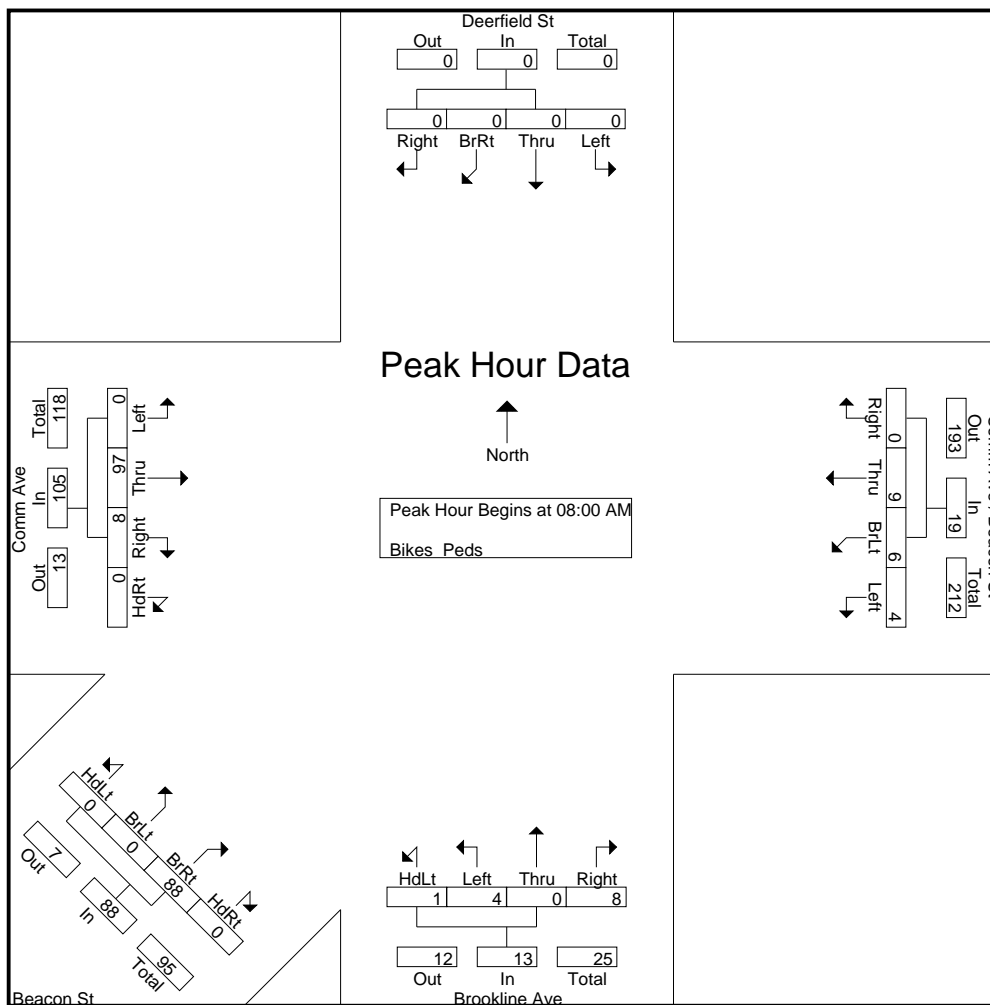 Deerfield St
Out In Total
0 0 0
0 0 0 0
Right BrRt Thru Left
Peak Hour Data
North
Peak Hour Begins at 08:00 AM
Bikes Peds
Comm Ave
Total In Out
118 105 13
0 97 8 0
Left Thru Right HdRt
Right Thru BrLt Left
0 9 6 4
193 19 212
Out In Total
HdLt BrLt BrRt HdRt
0 0 88 0
7 88 95
Out In Total
Beacon St
HdLt Left Thru Right
1 4 0 8
12 13 25
Out In Total
Brookline Ave